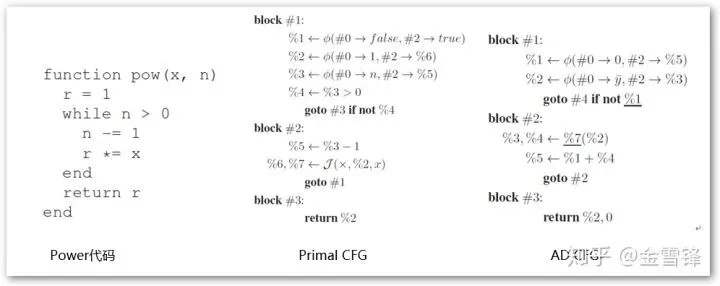 function pow(x, n)
r = 1
while n > 0
n -= 1
r *= x
end
return r
end
Power代码
block #1:
%1 ← ϕ(#0 → false, #2 → true)
%2 ← ϕ(#0 → 1, #2 → %6)
%3 ← ϕ(#0 → n, #2 → %5)
%4 ← %3 > 0
goto #3 if not %4
block #2:
%5 ← %3 − 1
%6, %7 ← 𝒥(×, %2, x)
goto #1
block #3:
return %2
Primal CFG
block #1:
%1 ← ϕ(#0 → 0, #2 → %5)
%2 ← ϕ(#0 → ȳ, #2 → %3)
goto #4 if not %1
block #2:
%3, %4 ← %7(%2)
%5 ← %1 + %4
goto #2
block #3:
return %2, 0
AD CFG
知乎 @金雪锋